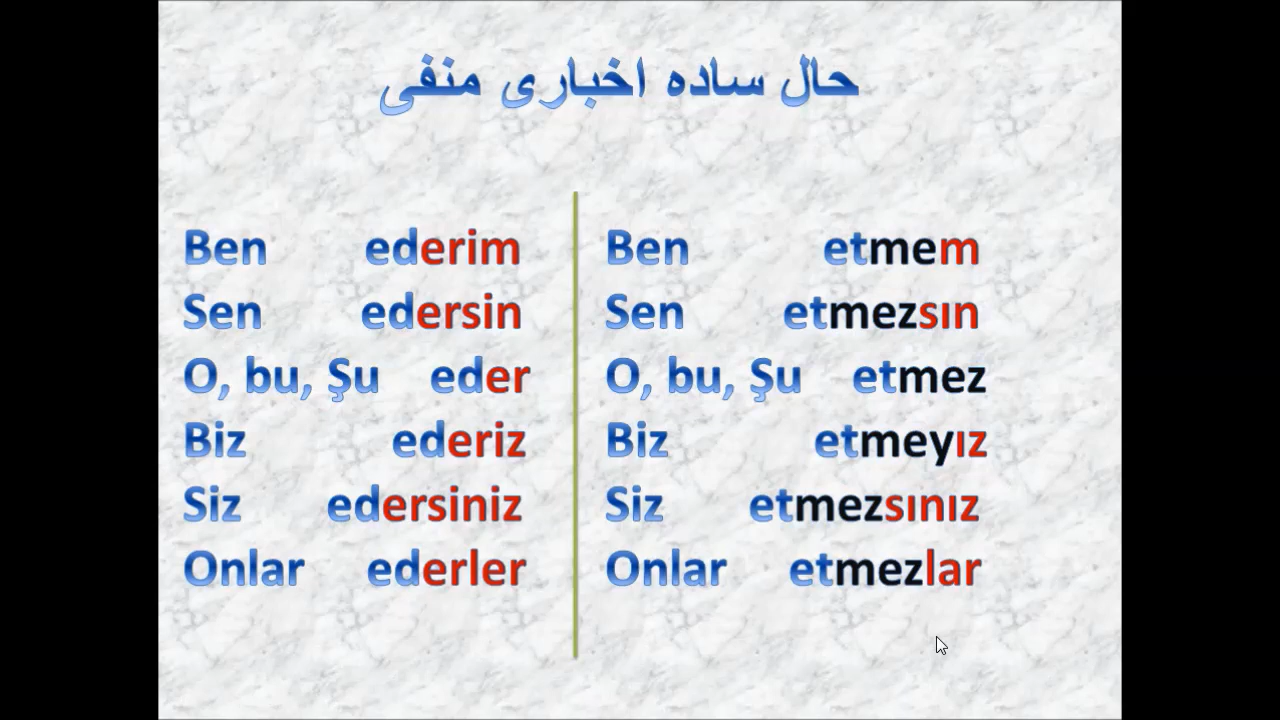 حال ساده اخباری منفی
Ben ederim Ben etmem
Sen edersin Sen etmezsın
O, bu, Şu eder O, bu, Şu etmez
Biz ederiz Biz etmeyız
Siz edersiniz Siz etmezsınız
Onlar ederler Onlar etmezlar